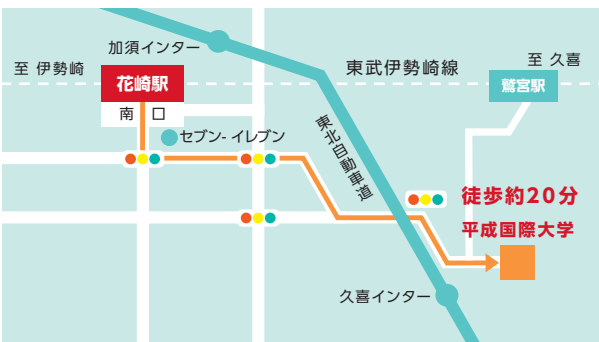 加須インター
至 伊勢崎
花崎駅
東武伊勢崎線
至 久喜
鷲宮駅
南 口
セブン-イレブン
東北自動車道
徒歩約20分
平成国際大学
久喜インター